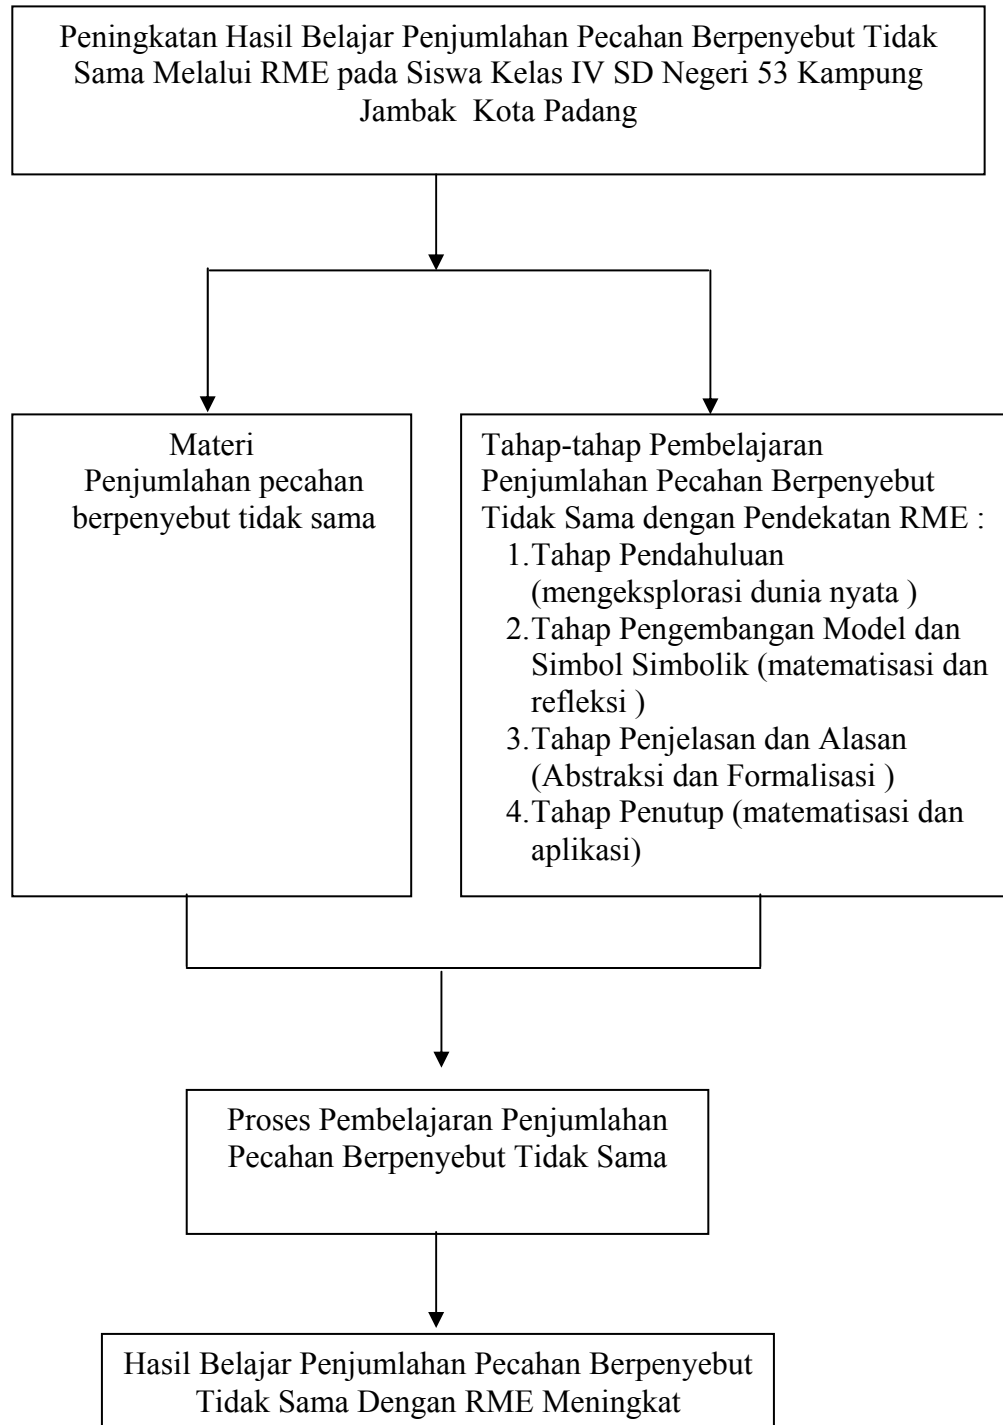 Peningkatan Hasil Belajar Penjumlahan Pecahan Berpenyebut Tidak
Sama Melalui RME pada Siswa Kelas IV SD Negeri 53 Kampung
Jambak Kota Padang
Materi
Penjumlahan pecahan
berpenyebut tidak sama
Tahap-tahap Pembelajaran
Penjumlahan Pecahan Berpenyebut
Tidak Sama dengan Pendekatan RME :
1.Tahap Pendahuluan
(mengeksplorasi dunia nyata )
2.Tahap Pengembangan Model dan
Simbol Simbolik (matematisasi dan
refleksi )
3.Tahap Penjelasan dan Alasan
(Abstraksi dan Formalisasi )
4.Tahap Penutup (matematisasi dan
aplikasi)
Proses Pembelajaran Penjumlahan
Pecahan Berpenyebut Tidak Sama
Hasil Belajar Penjumlahan Pecahan Berpenyebut
Tidak Sama Dengan RME Meningkat